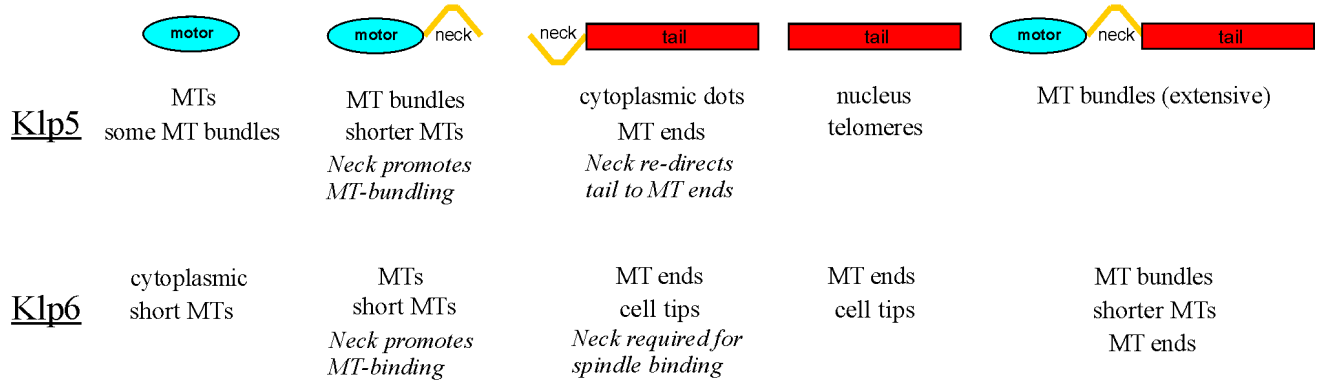 motor
motor
neck
neck
tail
tail
motor
neck
tail
Klp5
MTs
some MT bundles
MT bundles
shorter MTs
Neck promotes
MT-bundling
cytoplasmic dots
MT ends
Neck re-directs
tail to MT ends
nucleus
telomeres
MT bundles (extensive)
Klp6
cytoplasmic
short MTs
MTs
short MTs
Neck promotes
MT-binding
MT ends
cell tips
Neck required for
spindle binding
MT ends
cell tips
MT bundles
shorter MTs
MT ends